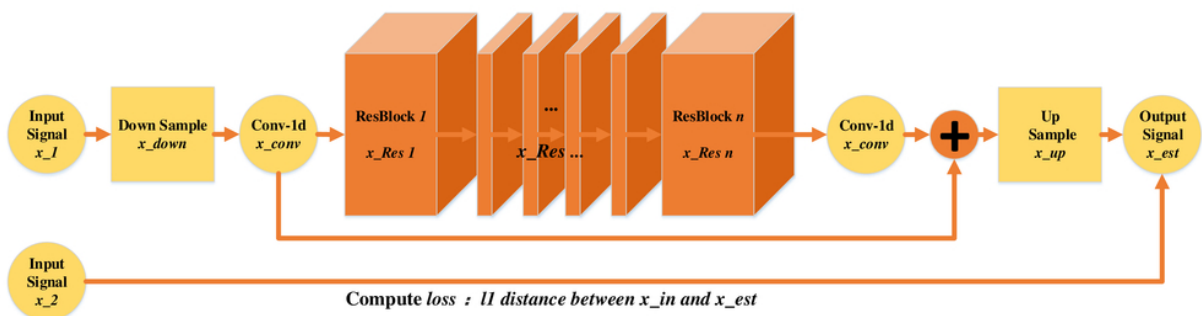 Input
Signal
x_1
Down Sample
x_down
Conv-1d
x_conv
ResBlock 1
x_Res 1
...
x_Res ...
ResBlock n
x_Res n
Conv-1d
x_conv
+
Up
Sample
x_up
Output
Signal
x_est
Input
Signal
x_2
Compute loss：l1 distance between x_in and x_est